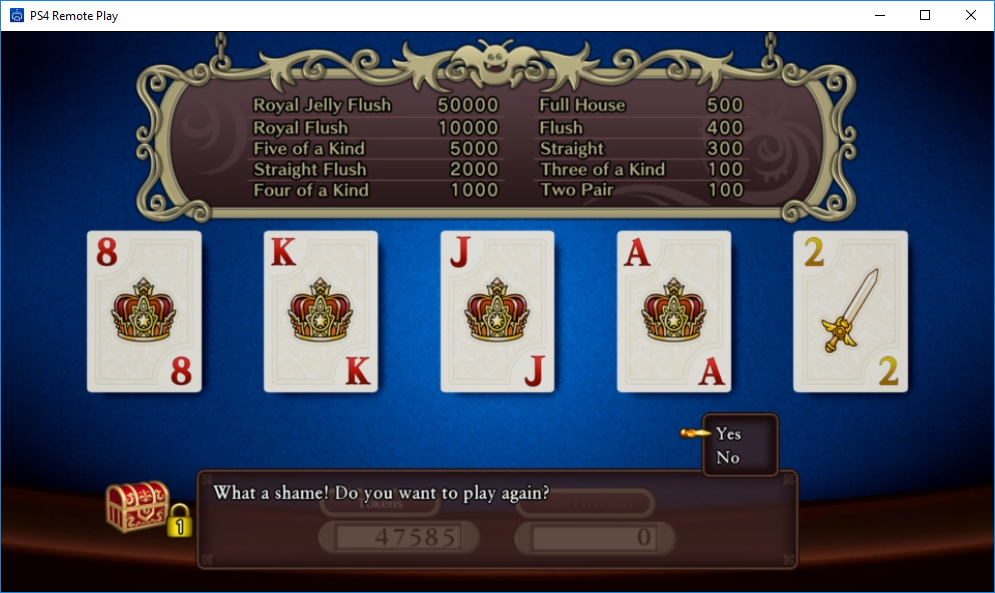 PS4 Remote Play
Royal Jelly Flush 50000
Royal Flush 10000
Five of a Kind 5000
Straight Flush 2000
Four of a Kind 1000
Full House 500
Flush 400
Straight 300
Three of a Kind 100
Two Pair 100
8 K J A 2
8 K J A 2
Yes
No
What a shame! Do you want to play again?
Tokens
47585 0
1